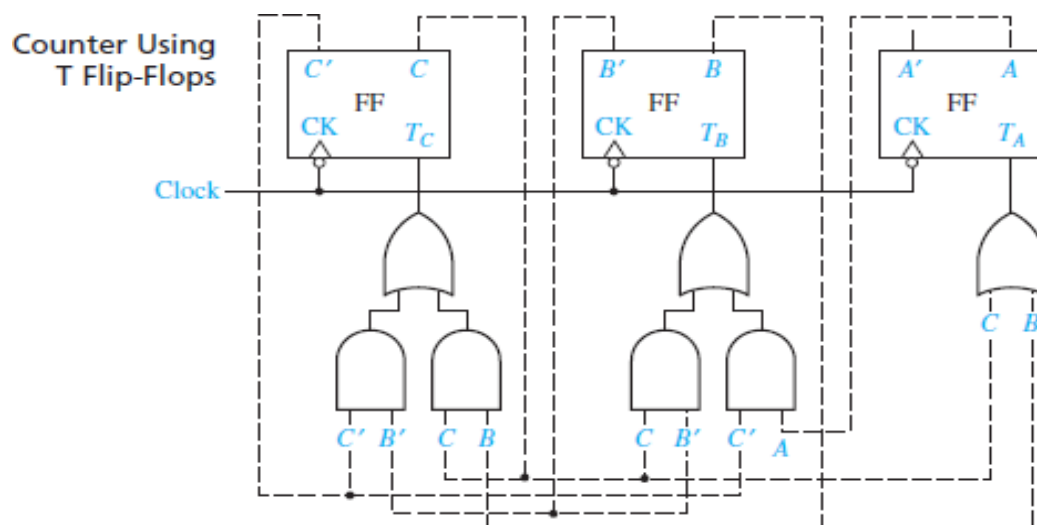 Counter Using
T Flip-Flops
C′ C B′ B A′ A
FF FF FF
CK T_C CK T_B CK T_A
Clock
C B
C′ B′ C B C B′ C′ A